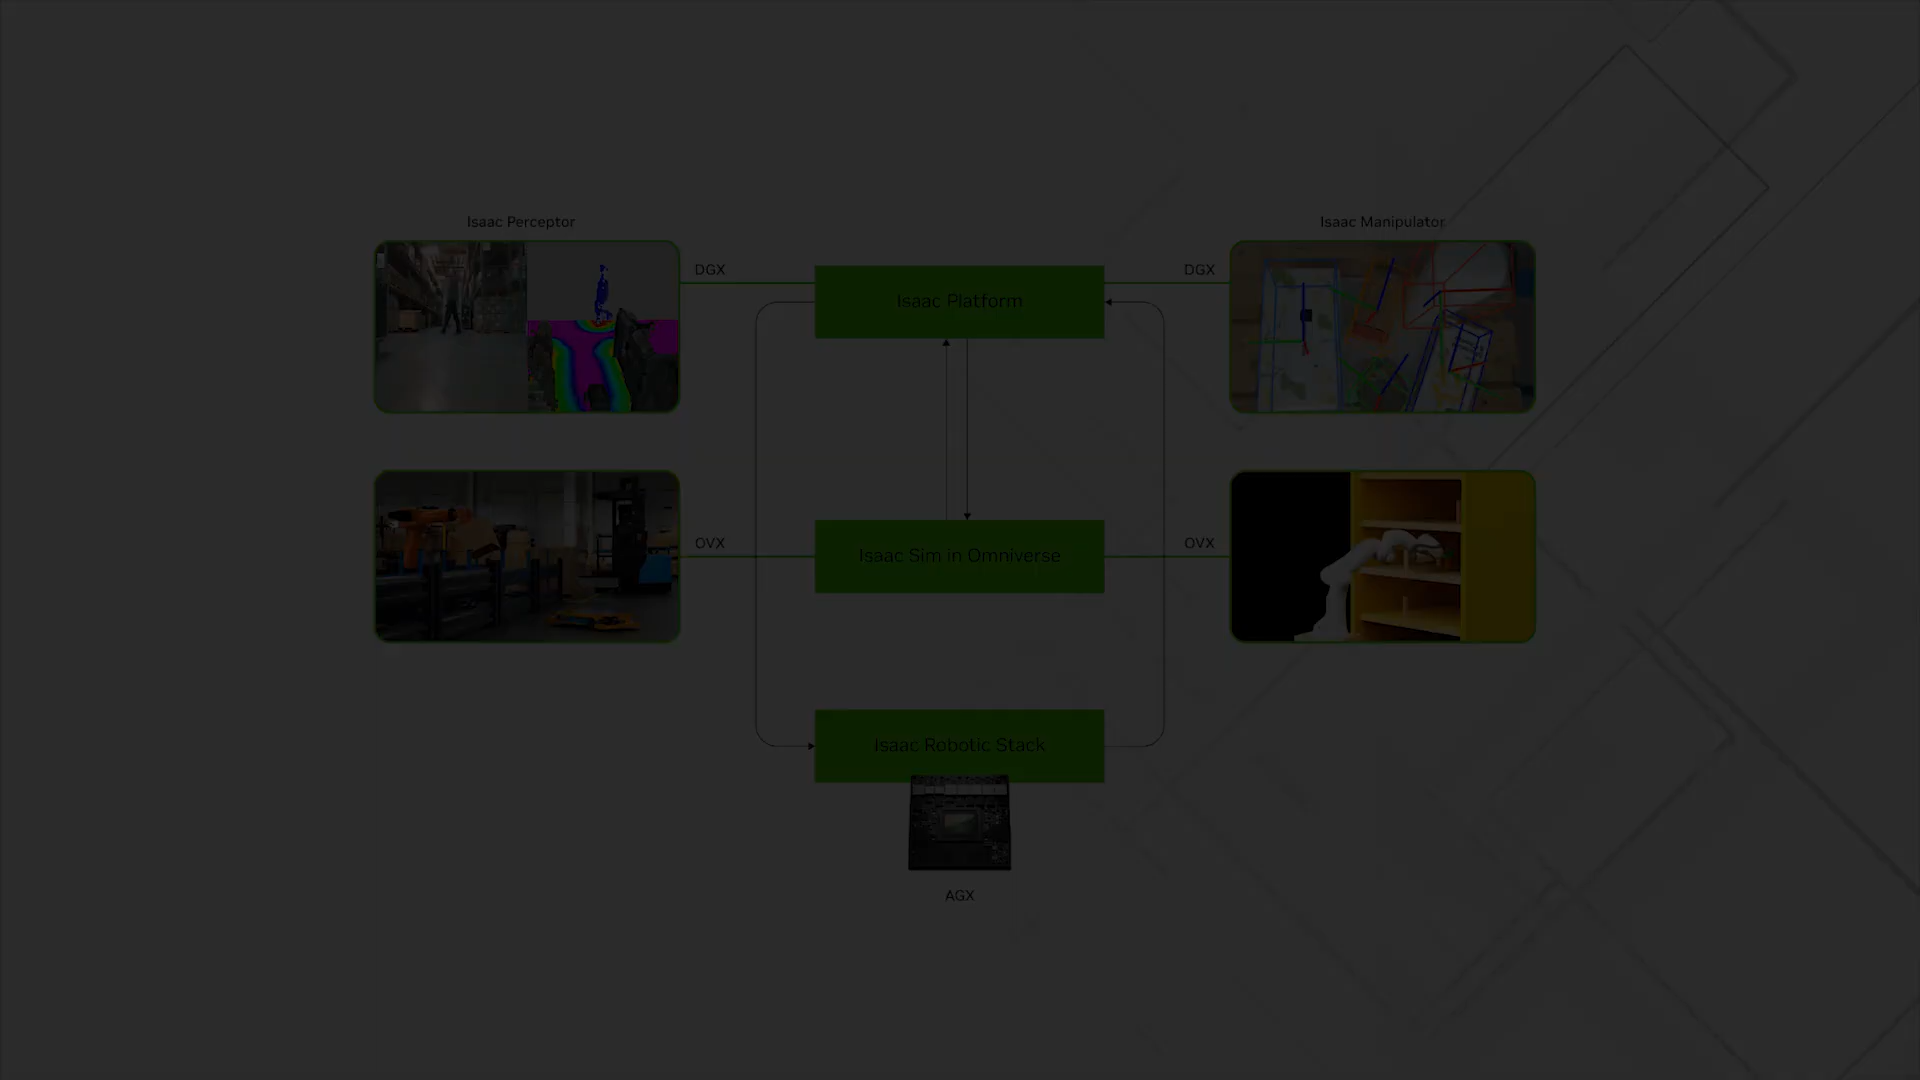 Isaac Perceptor
Isaac Manipulator
DGX
DGX
Isaac Platform
OVX
OVX
Isaac Sim in Omniverse
Isaac Robotic Stack
AGX